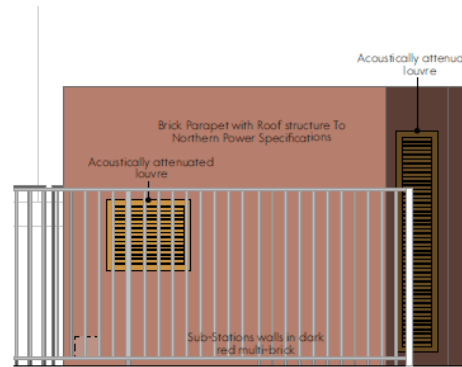 Acoustically attenua
louvre
Brick Parapet with Roof structure To
Northern Power Specifications
Acoustically attenuated
louvre
Sub-Stations walls in dark
red multi-brick